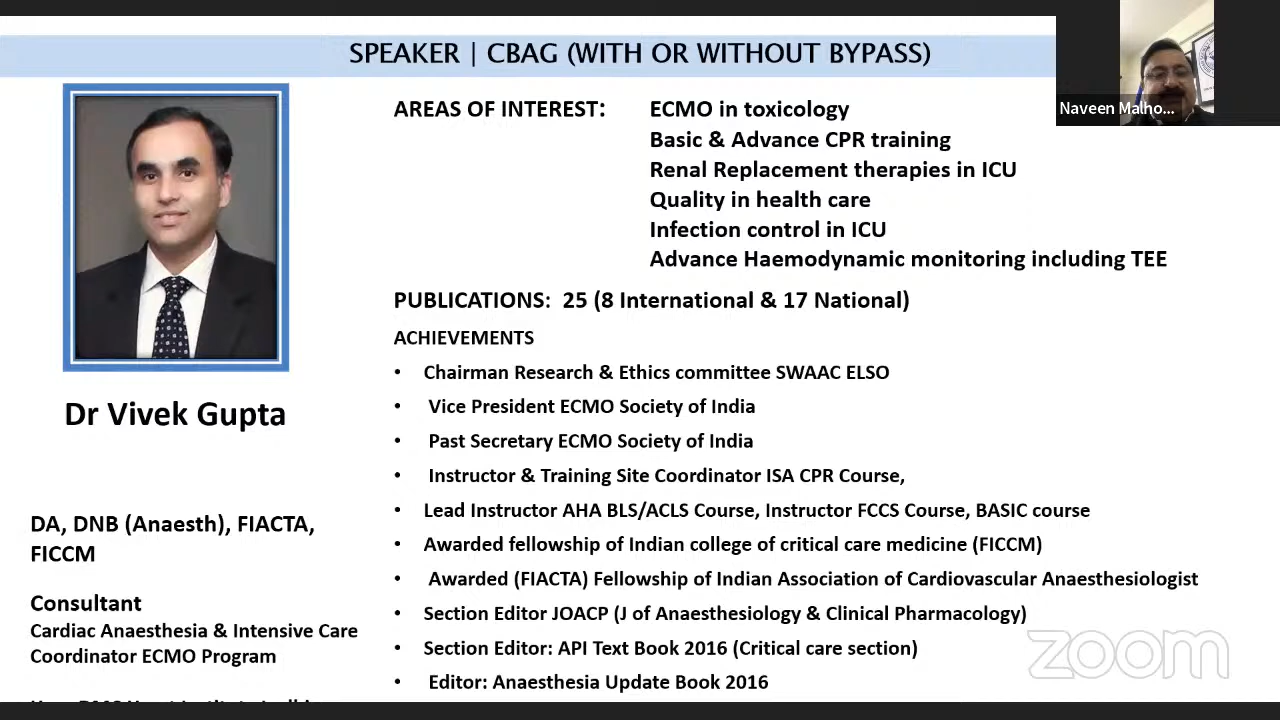 SPEAKER | CBAG (WITH OR WITHOUT BYPASS)
Naveen Malho...
AREAS OF INTEREST:
ECMO in toxicology
Basic & Advance CPR training
Renal Replacement therapies in ICU
Quality in health care
Infection control in ICU
Advance Haemodynamic monitoring including TEE
PUBLICATIONS: 25 (8 International & 17 National)
ACHIEVEMENTS
• Chairman Research & Ethics committee SWAAC ELSO
• Vice President ECMO Society of India
• Past Secretary ECMO Society of India
• Instructor & Training Site Coordinator ISA CPR Course,
• Lead Instructor AHA BLS/ACLS Course, Instructor FCCS Course, BASIC course
• Awarded fellowship of Indian college of critical care medicine (FICCM)
• Awarded (FIACTA) Fellowship of Indian Association of Cardiovascular Anaesthesiologist
• Section Editor JOACP (J of Anaesthesiology & Clinical Pharmacology)
• Section Editor: API Text Book 2016 (Critical care section)
• Editor: Anaesthesia Update Book 2016
Dr Vivek Gupta
DA, DNB (Anaesth), FIACTA,
FICCM
Consultant
Cardiac Anaesthesia & Intensive Care
Coordinator ECMO Program
zoom